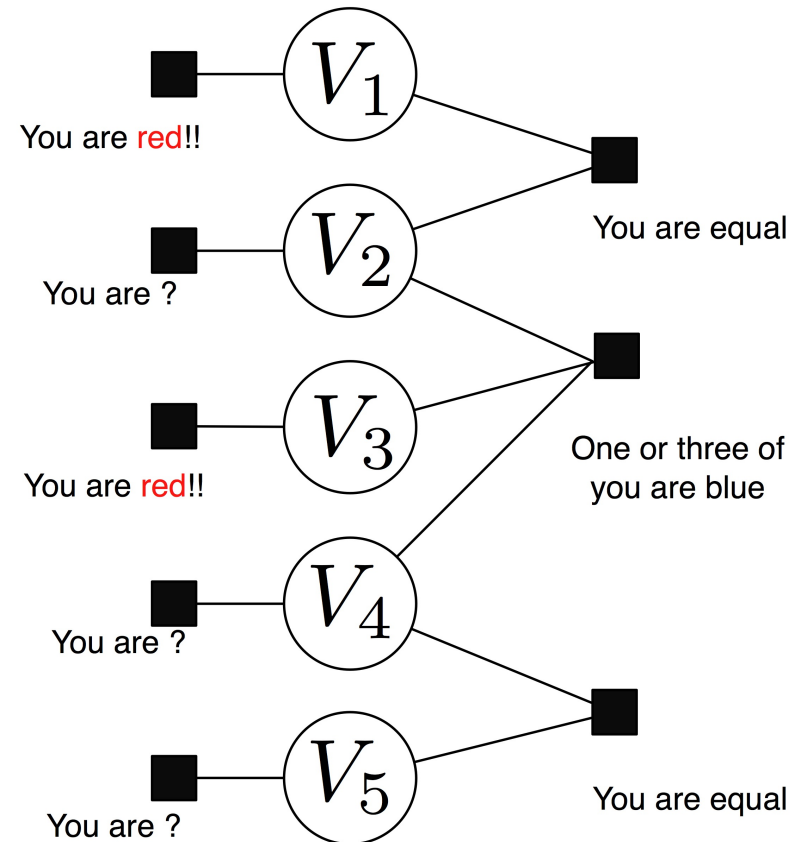 V1
You are red!!
You are equal
V2
You are ?
V3
One or three of
you are blue
You are red!!
V4
You are ?
V5
You are equal
You are ?